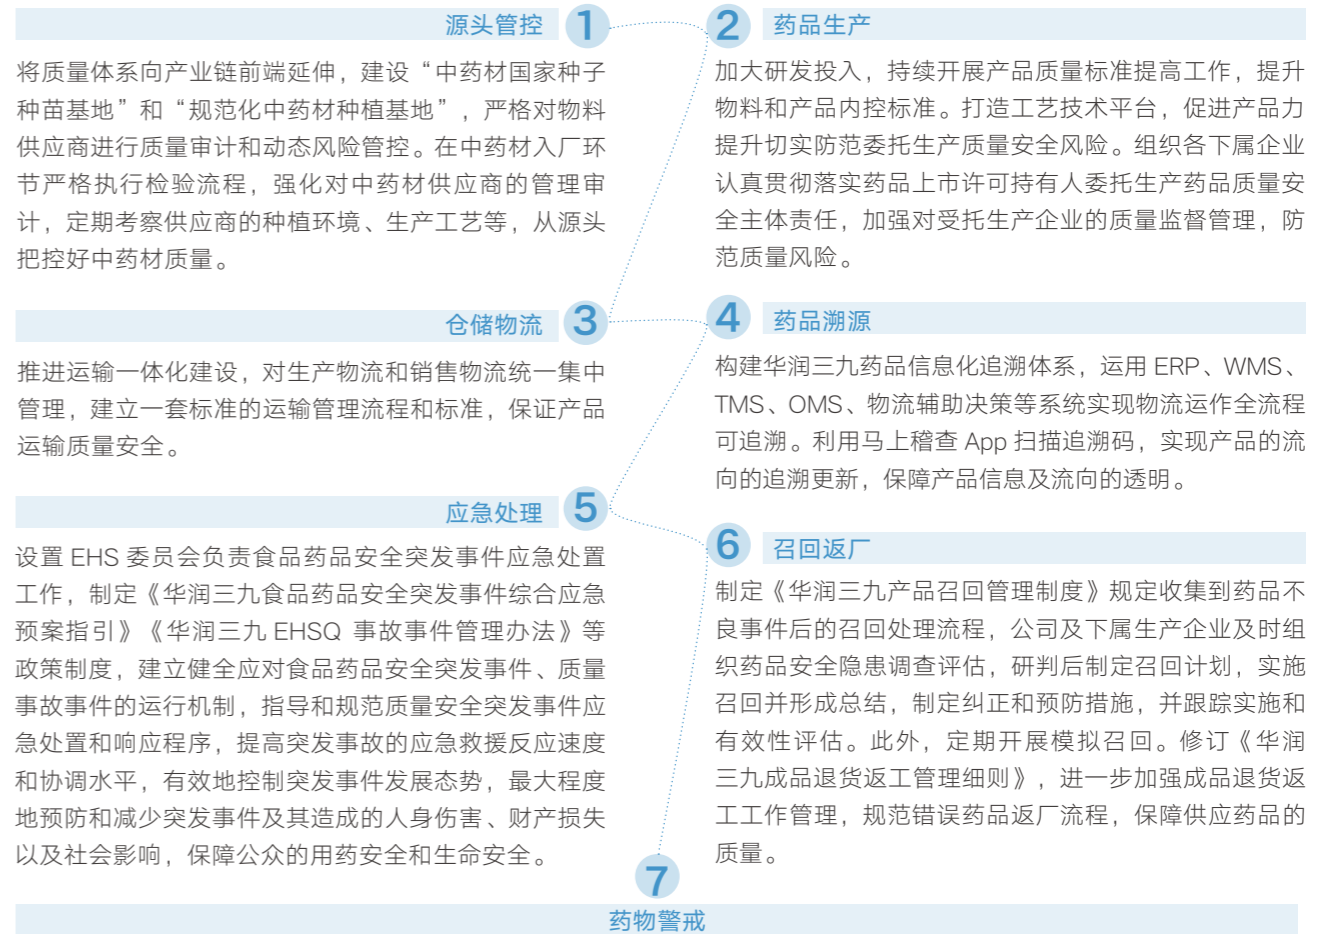 源头管控 1
将质量体系向产业链前端延伸，建设“中药材国家种子
种苗基地”和“规范化中药材种植基地”，严格对物料
供应商进行质量审计和动态风险管控。在中药材入厂环
节严格执行检验流程，强化对中药材供应商的管理审
计，定期考察供应商的种植环境、生产工艺等，从源头
把控好中药材质量。
2 药品生产
加大研发投入，持续开展产品质量标准提高工作，提升
物料和产品内控标准。打造工艺技术平台，促进产品力
提升切实防范委托生产质量安全风险。组织各下属企业
认真贯彻落实药品上市许可持有人委托生产药品质量安
全主体责任，加强对受托生产企业的质量监督管理，防
范质量风险。
仓储物流 3
推进运输一体化建设，对生产物流和销售物流统一集中
管理，建立一套标准的运输管理流程和标准，保证产品
运输质量安全。
4 药品溯源
构建华润三九药品信息化追溯体系，运用 ERP、WMS、
TMS、OMS、物流辅助决策等系统实现物流运作全流程
可追溯。利用马上稽查 App 扫描追溯码，实现产品的流
向的追溯更新，保障产品信息及流向的透明。
应急处理 5
设置 EHS 委员会负责食品药品安全突发事件应急处置
工作，制定《华润三九食品药品安全突发事件综合应急
预案指引》《华润三九 EHSQ 事故事件管理办法》等
政策制度，建立健全应对食品药品安全突发事件、质量
事故事件的运行机制，指导和规范质量安全突发事件应
急处置和响应程序，提高突发事故的应急救援反应速度
和协调水平，有效地控制突发事件发展态势，最大程度
地预防和减少突发事件及其造成的人身伤害、财产损失
以及社会影响，保障公众的用药安全和生命安全。
6 召回返厂
制定《华润三九产品召回管理制度》规定收集到药品不
良事件后的召回处理流程，公司及下属生产企业及时组
织药品安全隐患调查评估，研判后制定召回计划，实施
召回并形成总结，制定纠正和预防措施，并跟踪实施和
有效性评估。此外，定期开展模拟召回。修订《华润
三九成品退货返工管理细则》，进一步加强成品退货返
工工作管理，规范错误药品返厂流程，保障供应药品的
质量。
7
药物警戒